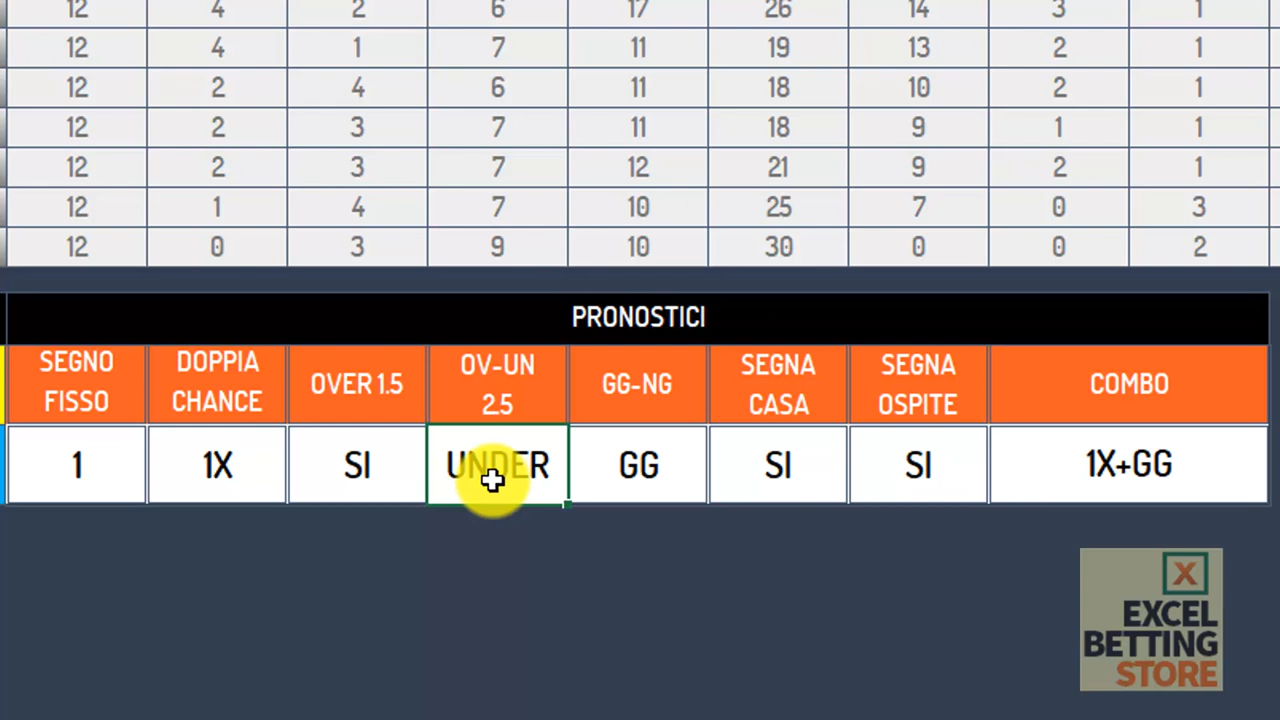 12 4 2 6 17 26 14 3 1
12 4 1 7 11 19 13 2 1
12 2 4 6 11 18 10 2 1
12 2 3 7 11 18 9 1 1
12 2 3 7 12 21 9 2 1
12 1 4 7 10 25 7 0 3
12 0 3 9 10 30 0 0 2
PRONOSTICI
SEGNO FISSO DOPPIA CHANCE OVER 1.5 OV-UN 2.5 GG-NG SEGNA CASA SEGNA OSPITE COMBO
1 1X SI UNDER GG SI SI 1X+GG
X
EXCEL
BETTING
STORE